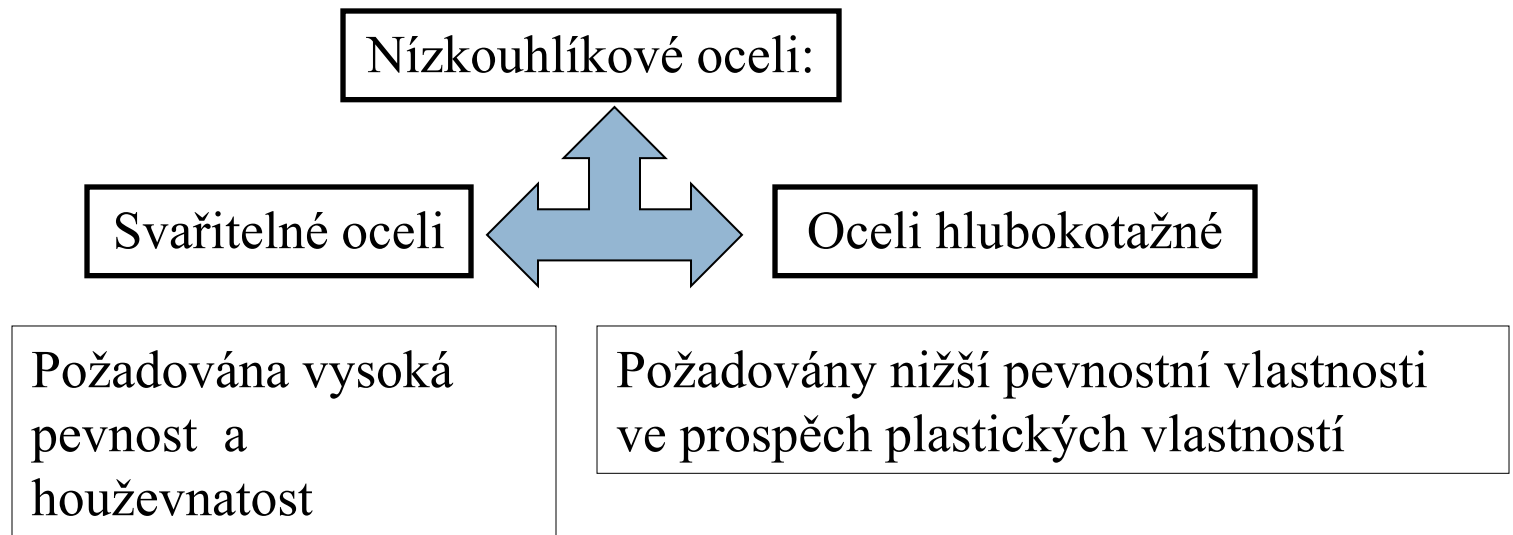 Nízkouhlíkové oceli:
Svařitelné oceli
Oceli hlubokotažné
Požadována vysoká
pevnost a
houževnatost
Požadovány nižší pevnostní vlastnosti
ve prospěch plastických vlastností